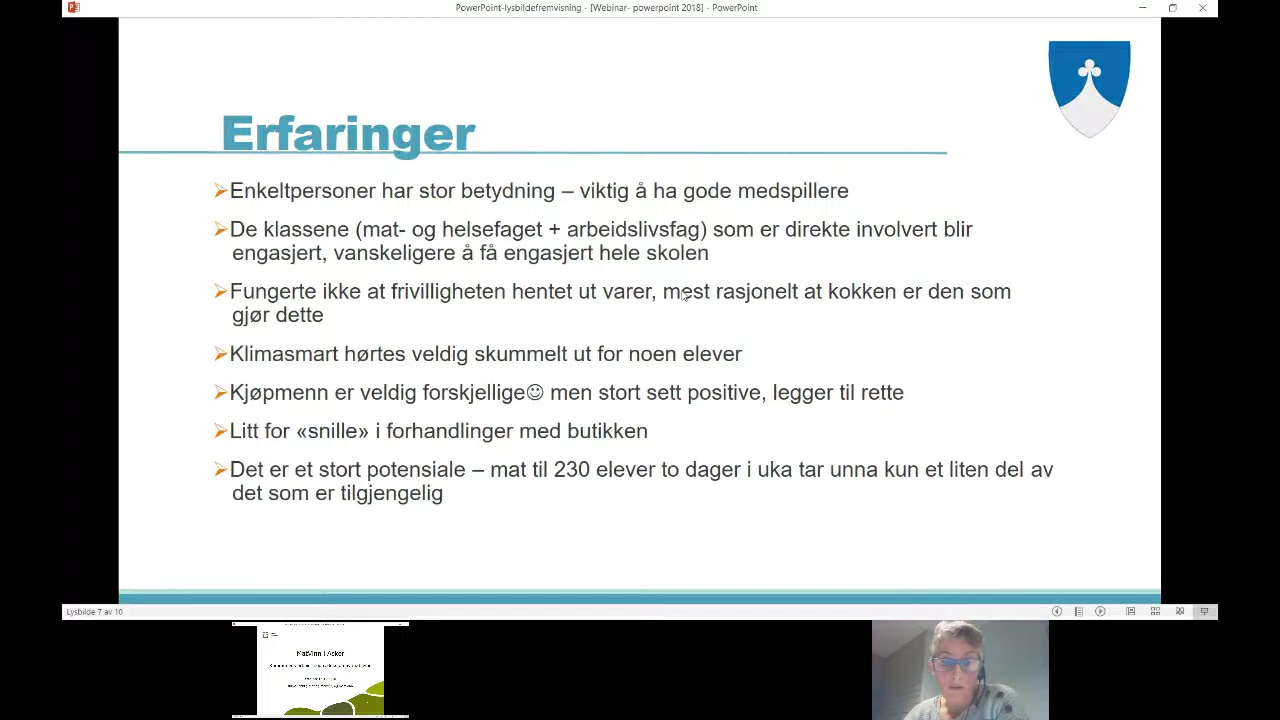 PowerPoint-lysbildefremvisning - [Webinar- powerpoint 2018] - PowerPoint
Erfaringer
Enkeltpersoner har stor betydning – viktig å ha gode medspillere
De klassene (mat- og helsefaget + arbeidslivsfag) som er direkte involvert blir
engasjert, vanskeligere å få engasjert hele skolen
Fungerte ikke at frivilligheten hentet ut varer, mest rasjonelt at kokken er den som
gjør dette
Klimasmart hørtes veldig skummelt ut for noen elever
Kjøpmenn er veldig forskjellige☺ men stort sett positive, legger til rette
Litt for «snille» i forhandlinger med butikken
Det er et stort potensiale – mat til 230 elever to dager i uka tar unna kun et liten del av
det som er tilgjengelig
Lysbilde 7 av 10
MatVinn i Asker